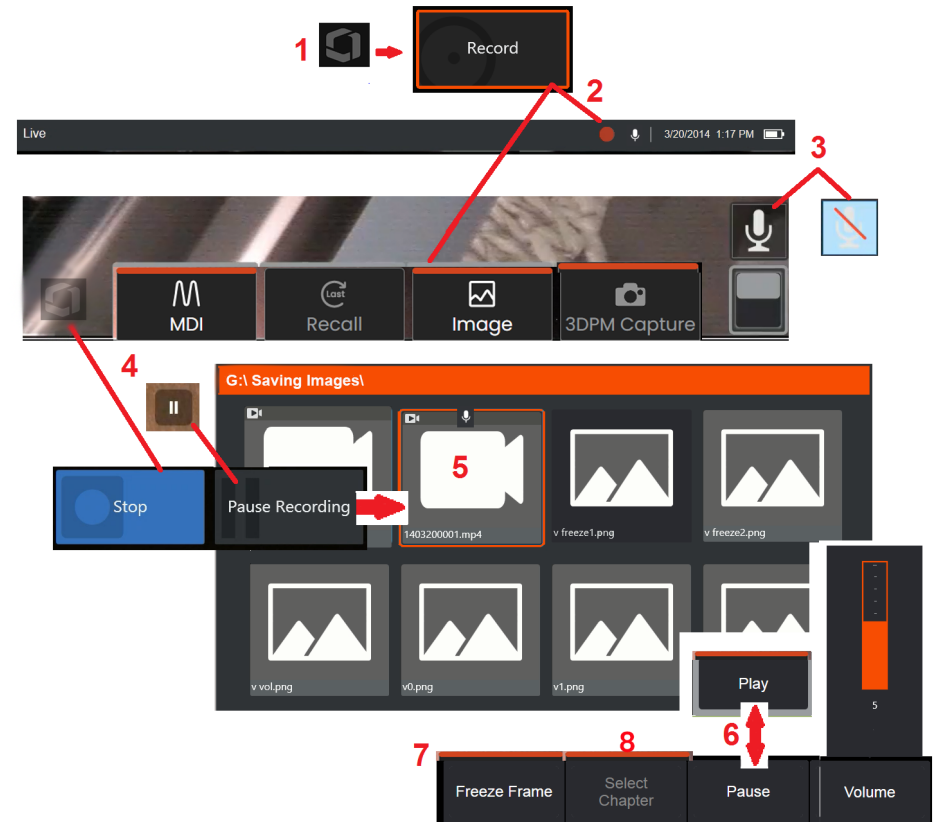 1
Record
2
Live
3/20/2014 1:17 PM
3
MDI
Last
Recall
Image
3DPM Capture
4
G:\ Saving Images\
5
Stop
Pause Recording
1403200001.mp4
v freeze1.png
v freeze2.png
v vol.png
v0.png
v1.png
Play
5
6
7
8
Freeze Frame
Select
Chapter
Pause
Volume